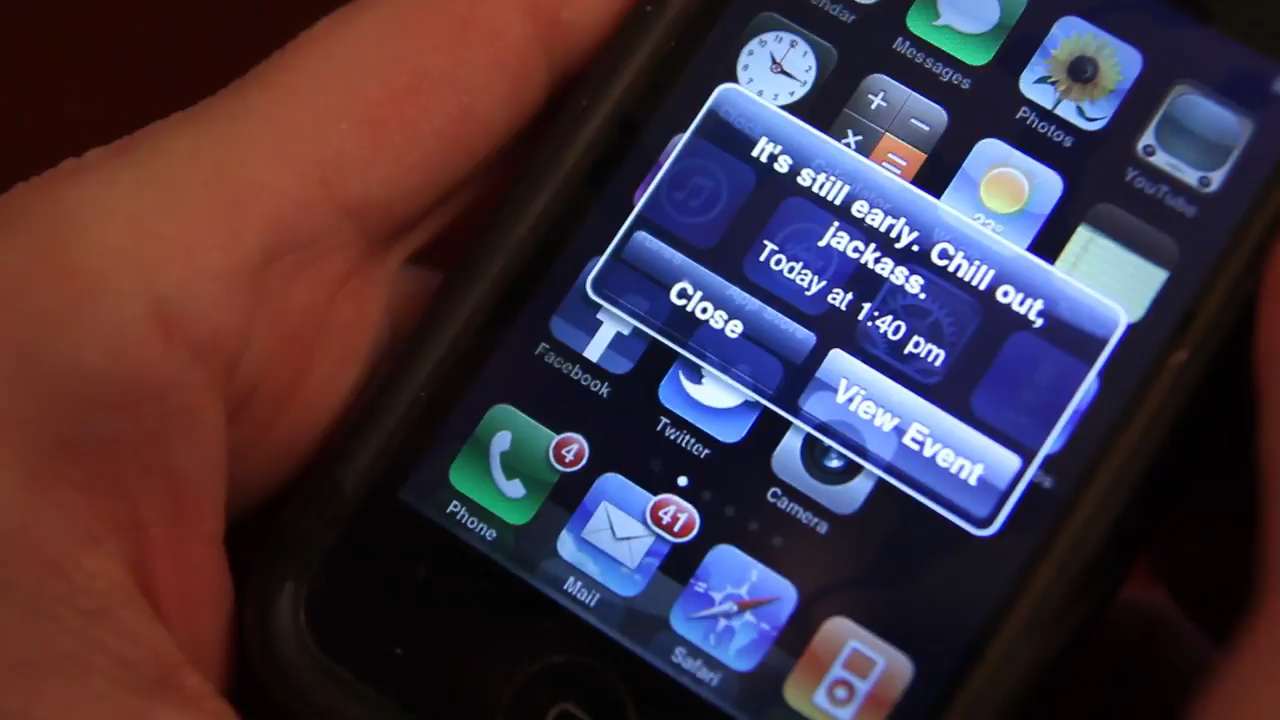 Messages
Photos
YouTube
23°
It's still early. Chill out,
jackass.
Today at 1:40 pm
Close
View Event
Facebook
Twitter
Camera
Phone
4
Mail
41
Safari